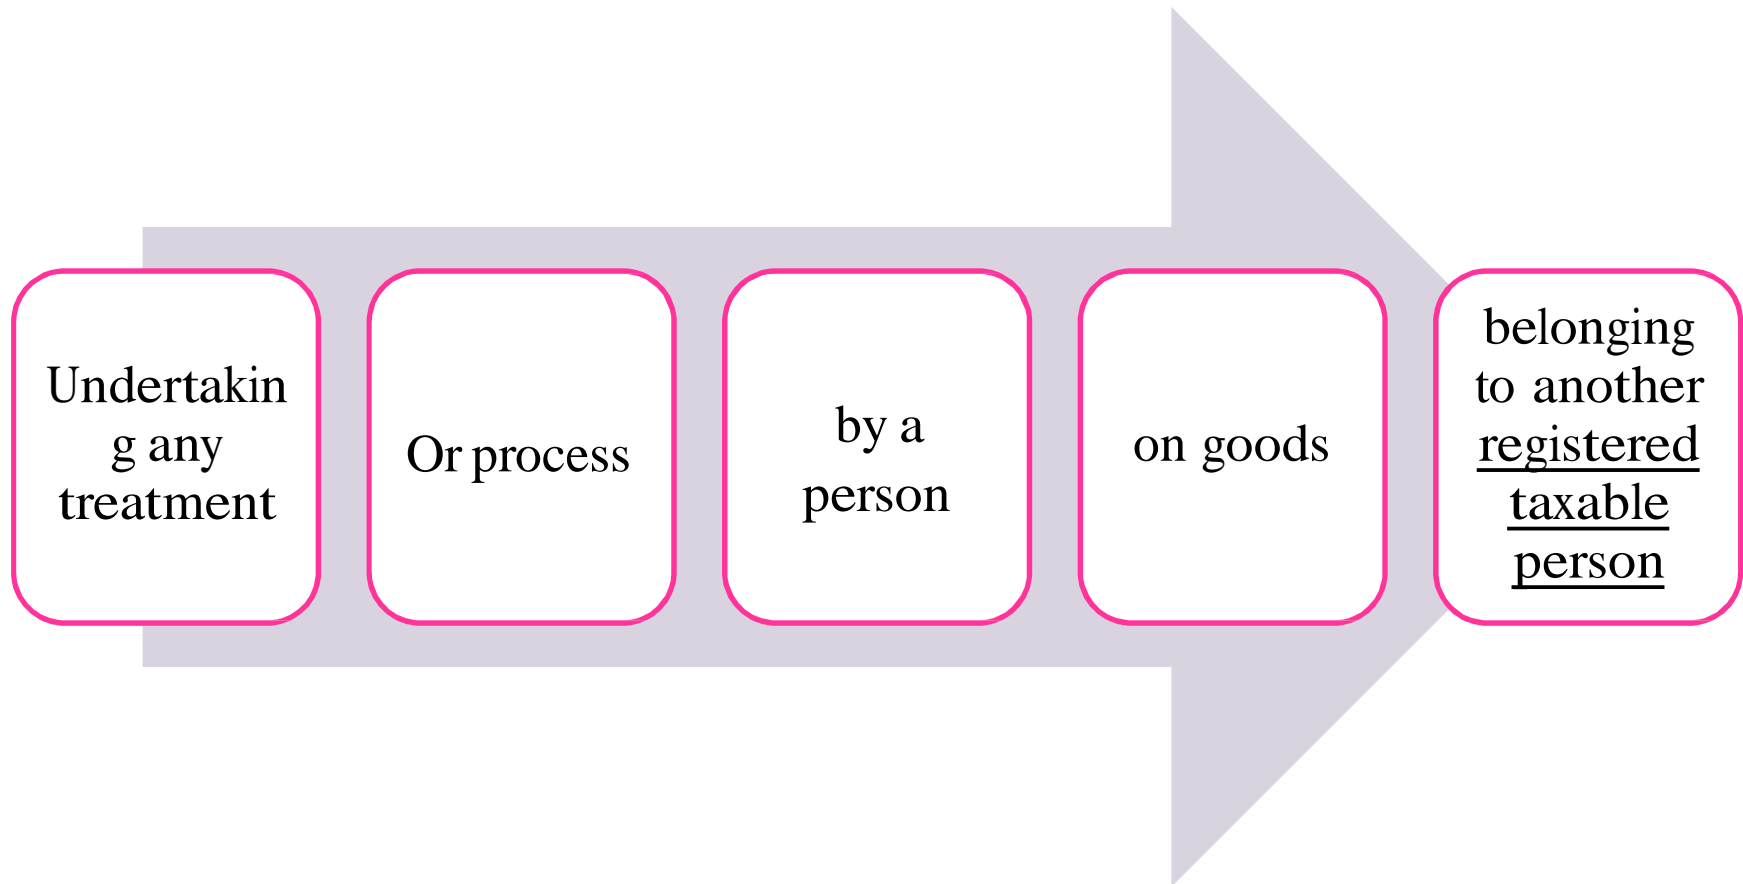 Undertakin
g any
treatment
Or process
by a
person
on goods
belonging
to another
registered
taxable
person